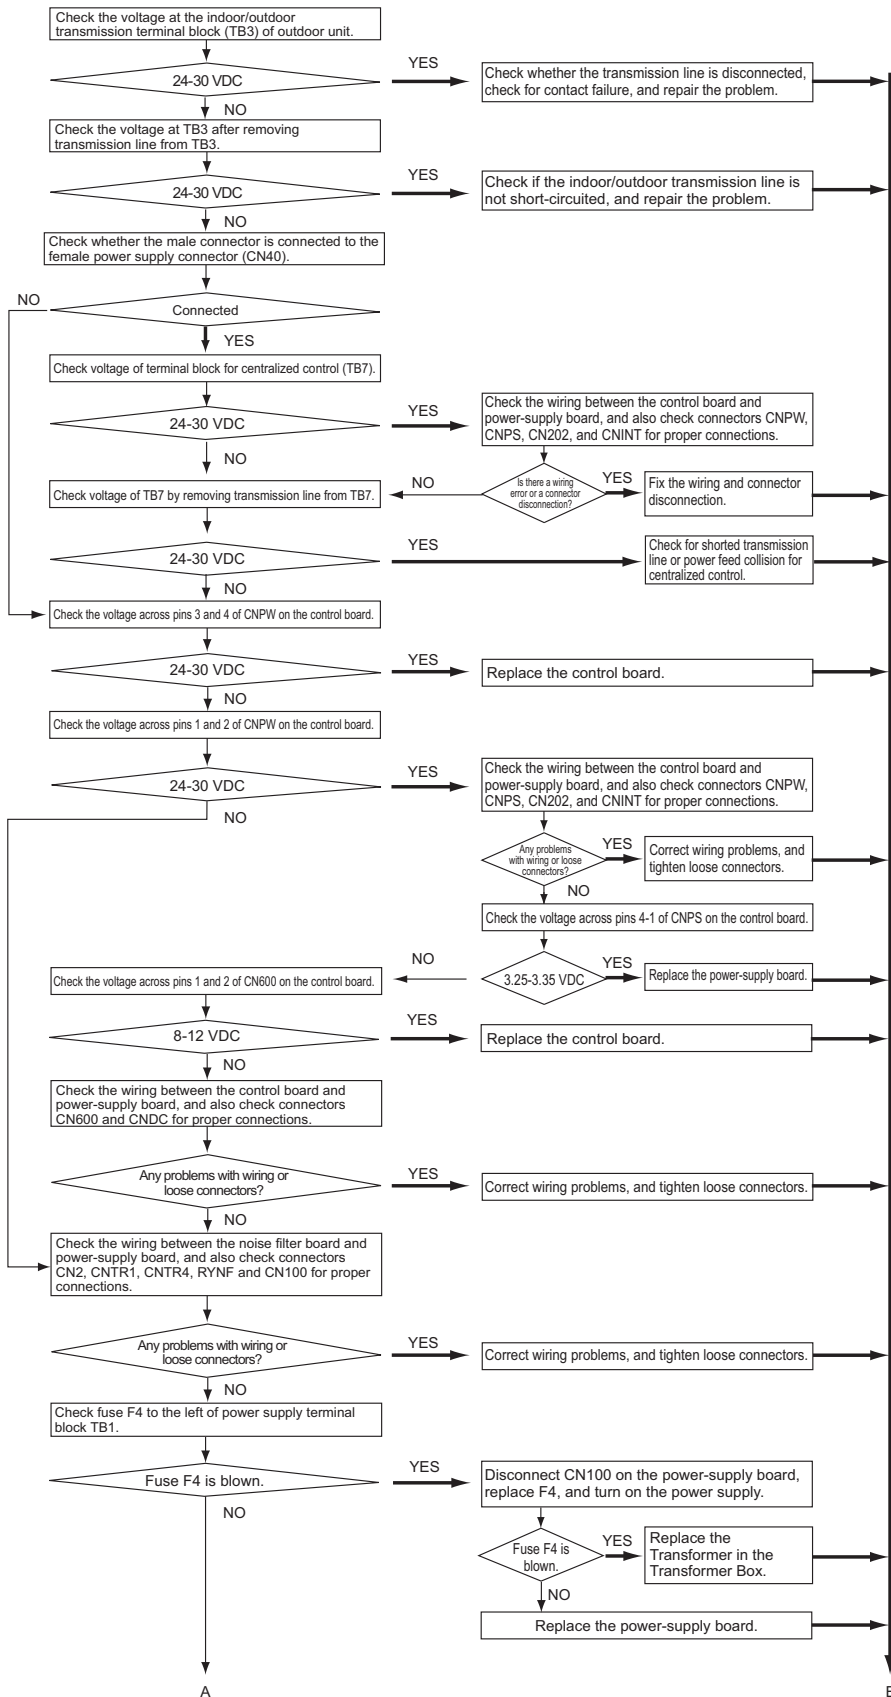 Check the voltage at the indoor/outdoor
transmission terminal block (TB3) of outdoor unit.
24-30 VDC
YES
Check whether the transmission line is disconnected,
check for contact failure, and repair the problem.
NO
Check the voltage at TB3 after removing
transmission line from TB3.
24-30 VDC
YES
Check if the indoor/outdoor transmission line is
not short-circuited, and repair the problem.
NO
Check whether the male connector is connected to the
female power supply connector (CN40).
NO
Connected
YES
Check voltage of terminal block for centralized control (TB7).
24-30 VDC
YES
Check the wiring between the control board and
power-supply board, and also check connectors CNPW,
CNPS, CN202, and CNINT for proper connections.
NO
Is there a wiring
error or a connector
disconnection?
YES
Fix the wiring and connector
disconnection.
NO
Check voltage of TB7 by removing transmission line from TB7.
24-30 VDC
YES
Check for shorted transmission
line or power feed collision for
centralized control.
NO
Check the voltage across pins 3 and 4 of CNPW on the control board.
24-30 VDC
YES
Replace the control board.
NO
Check the voltage across pins 1 and 2 of CNPW on the control board.
24-30 VDC
YES
Check the wiring between the control board and
power-supply board, and also check connectors CNPW,
CNPS, CN202, and CNINT for proper connections.
NO
Any problems
with wiring or loose
connectors?
YES
Correct wiring problems, and
tighten loose connectors.
NO
Check the voltage across pins 4-1 of CNPS on the control board.
3.25-3.35 VDC
YES
Replace the power-supply board.
NO
Check the voltage across pins 1 and 2 of CN600 on the control board.
8-12 VDC
YES
Replace the control board.
NO
Check the wiring between the control board and
power-supply board, and also check connectors
CN600 and CNDC for proper connections.
Any problems with wiring or
loose connectors?
YES
Correct wiring problems, and tighten loose connectors.
NO
Check the wiring between the noise filter board and
power-supply board, and also check connectors
CN2, CNTR1, CNTR4, RYNF and CN100 for proper
connections.
Any problems with wiring or
loose connectors?
YES
Correct wiring problems, and tighten loose connectors.
NO
Check fuse F4 to the left of power supply terminal
block TB1.
Fuse F4 is blown.
YES
Disconnect CN100 on the power-supply board,
replace F4, and turn on the power supply.
NO
Fuse F4 is
blown.
YES
Replace the
Transformer in the
Transformer Box.
NO
Replace the power-supply board.
A